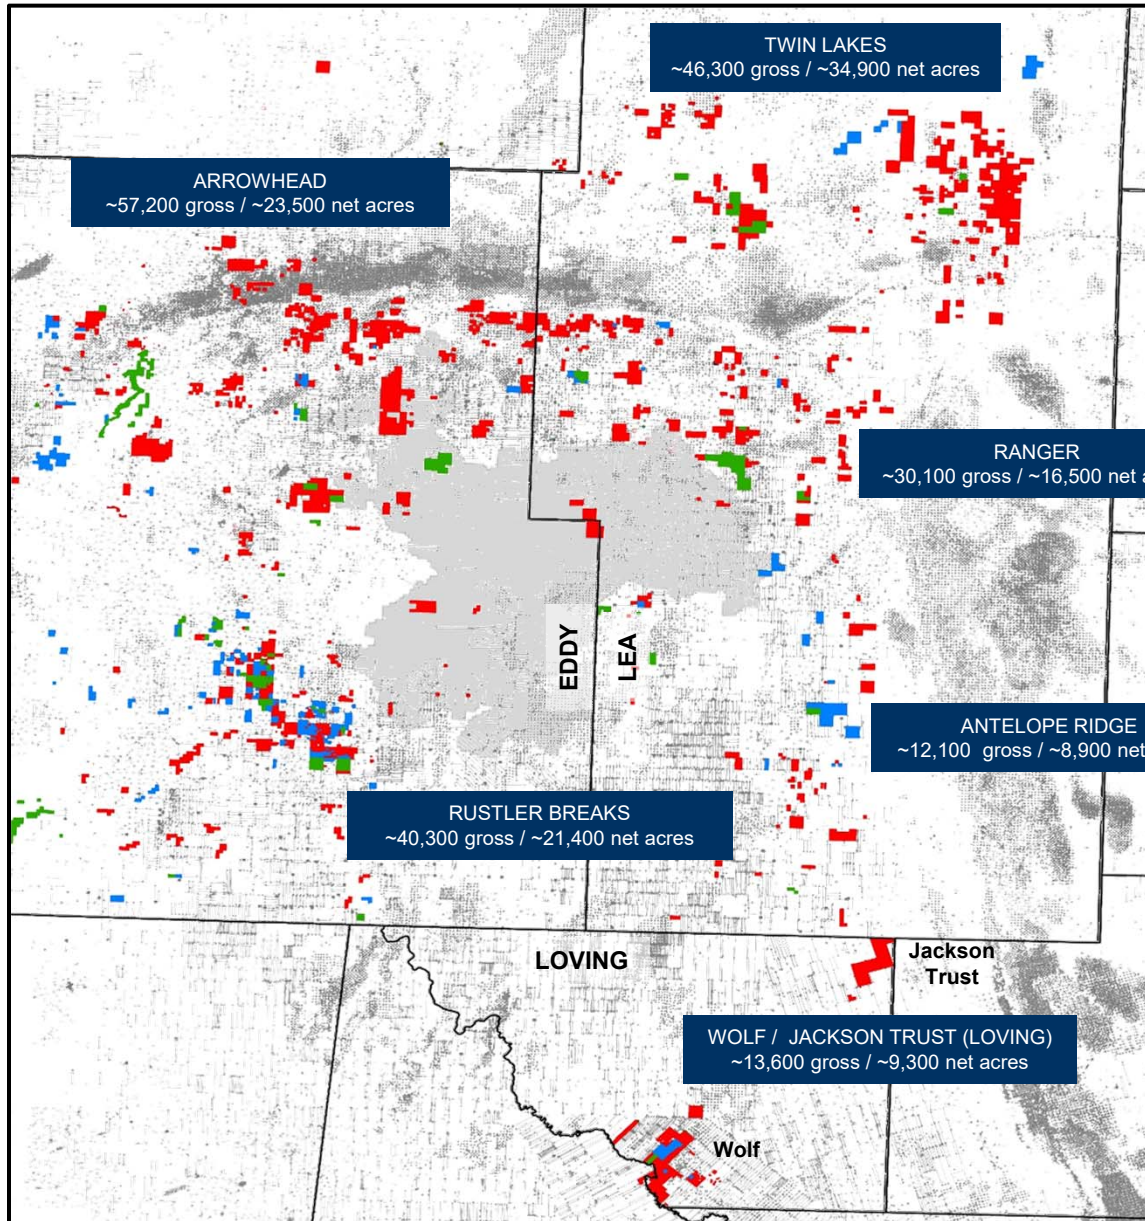 TWIN LAKES
~46,300 gross / ~34,900 net acres
ARROWHEAD
~57,200 gross / ~23,500 net acres
RANGER
~30,100 gross / ~16,500 net a
EDDY
LEA
ANTELOPE RIDGE
~12,100 gross / ~8,900 net
RUSTLER BREAKS
~40,300 gross / ~21,400 net acres
LOVING
Jackson
Trust
WOLF / JACKSON TRUST (LOVING)
~13,600 gross / ~9,300 net acres
Wolf